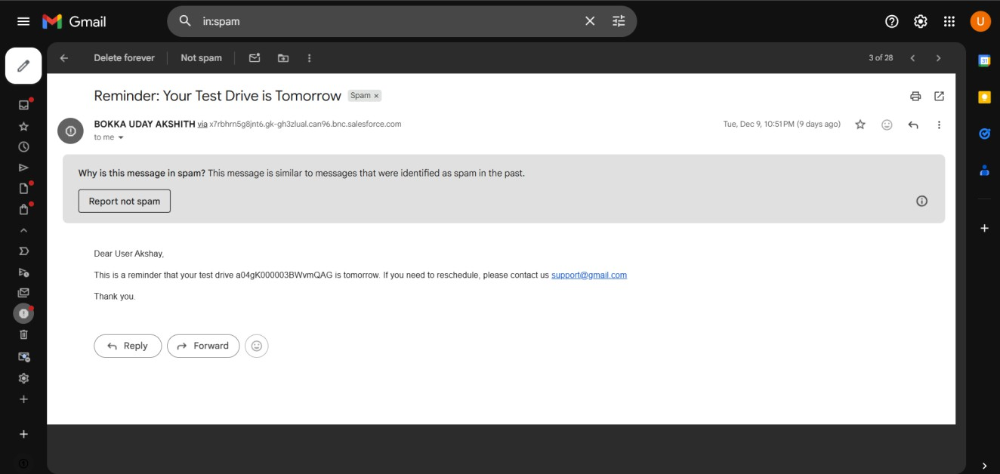 Gmail
in:spam
U
Delete forever
Not spam
3 of 28
31
Reminder: Your Test Drive is Tomorrow Spam ×
BOKKA UDAY AKSHITH via x7rbhrn5g8jnt6.gk-gh3zlual.can96.bnc.salesforce.com
Tue, Dec 9, 10:51 PM (9 days ago)
to me
Why is this message in spam? This message is similar to messages that were identified as spam in the past.
Report not spam
Dear User Akshay,
This is a reminder that your test drive a04gK000003BWvmQAG is tomorrow. If you need to reschedule, please contact us support@gmail.com
Thank you.
Reply
Forward